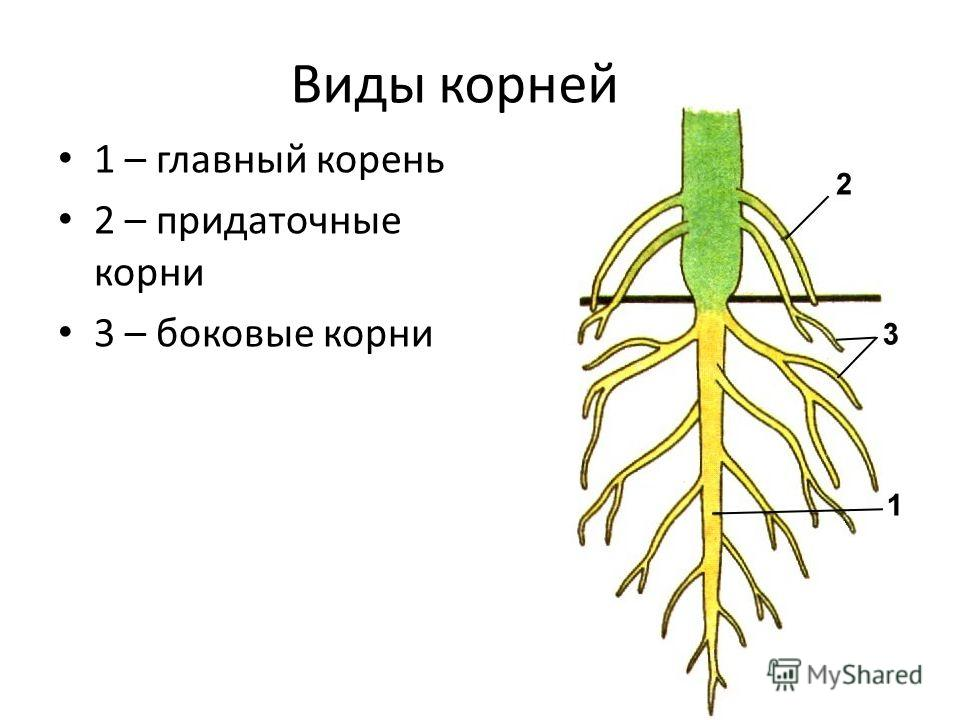 Виды корней
• 1 – главный корень
• 2 – придаточные
корни
• 3 – боковые корни
2
3
1
MyShared